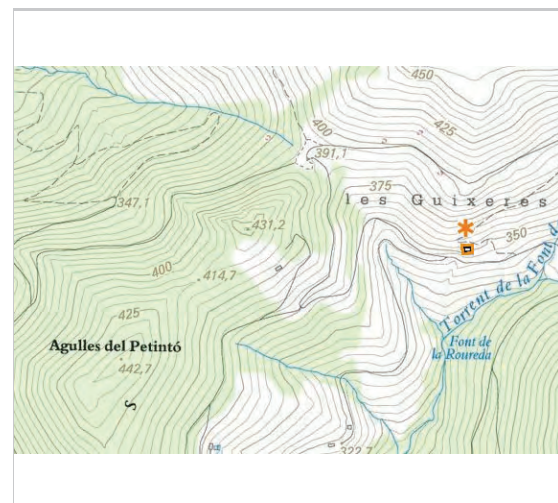 450
425
400
391,1
375
les Guixeres
347,1
431,2
350
400
414,7
Torrent de la Font d
425
Font de
la Roureda
Agulles del Petintó
442,7
S
322,7